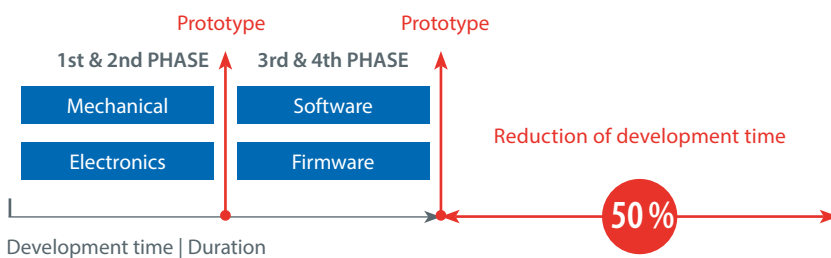 Prototype
Prototype
1st & 2nd PHASE
3rd & 4th PHASE
Mechanical
Software
Reduction of development time
Electronics
Firmware
50 %
Development time | Duration